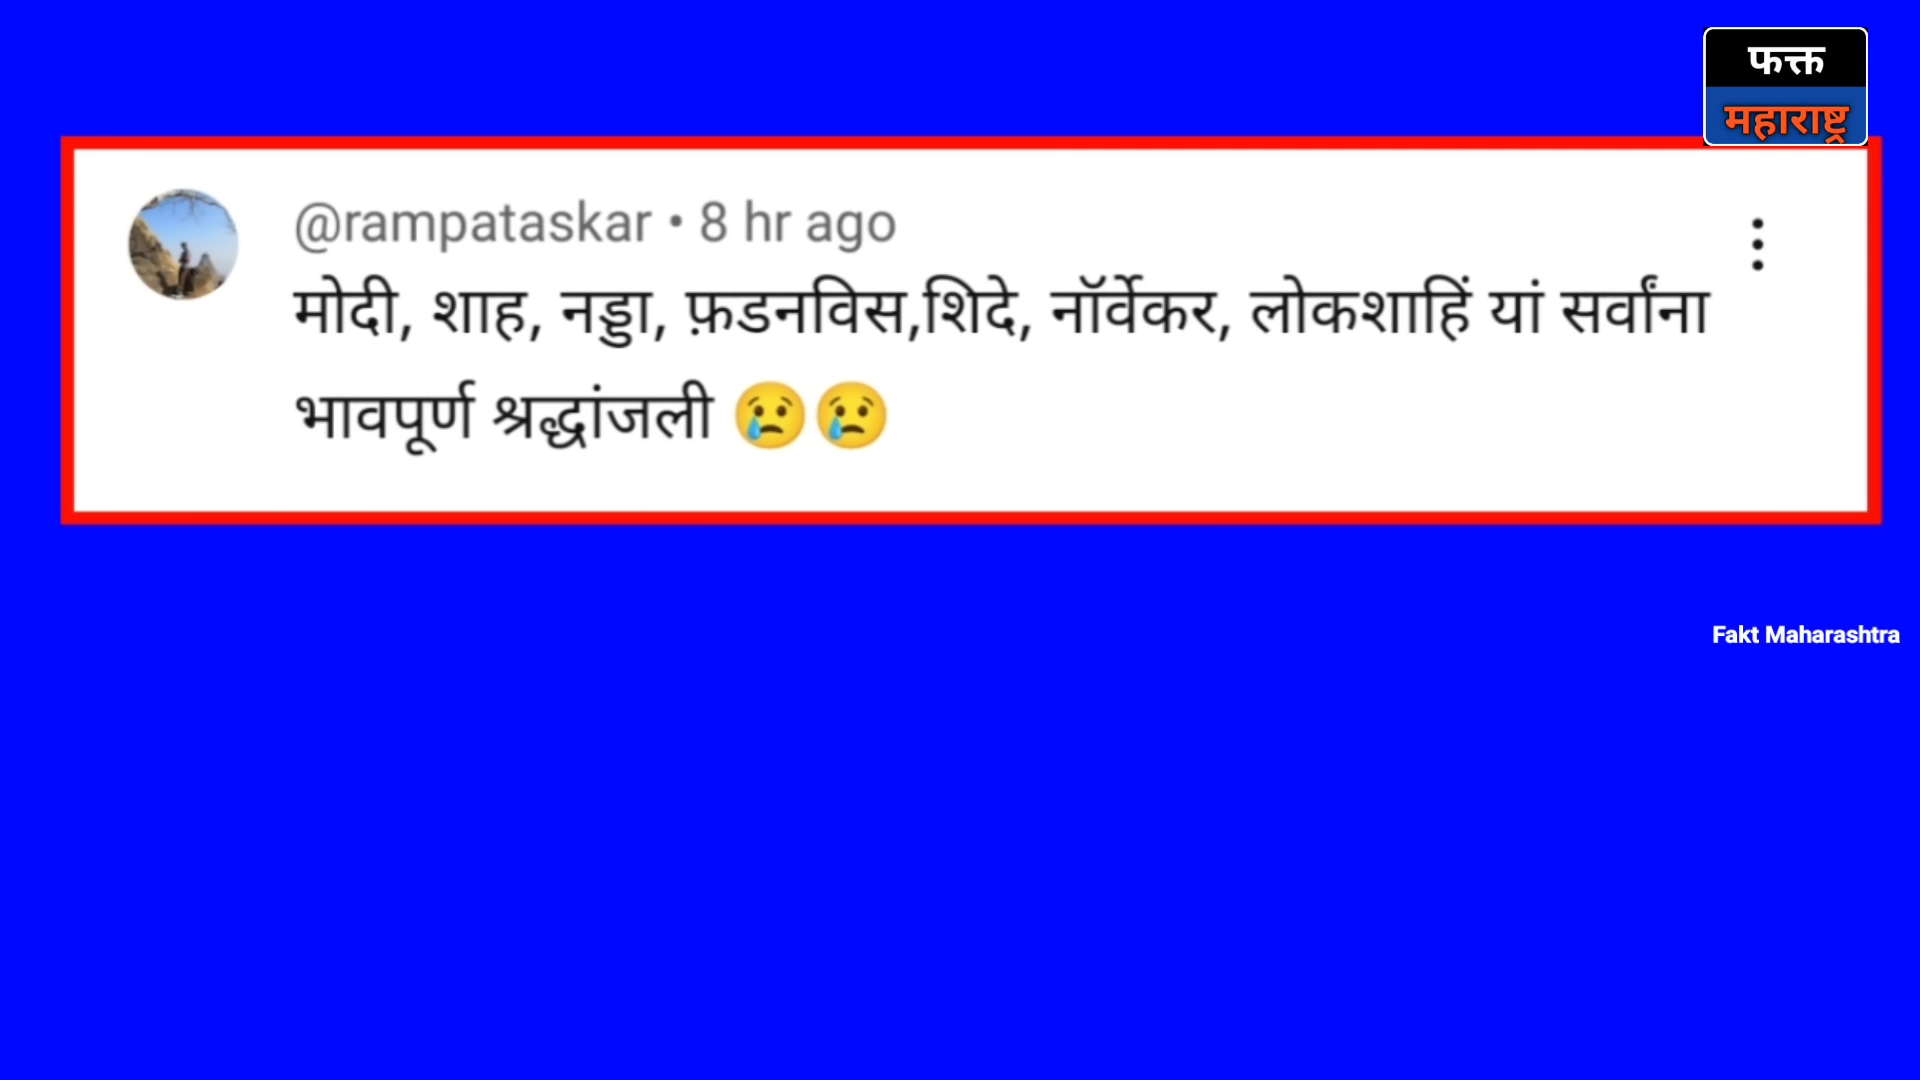 फक्त
महाराष्ट्र
@rampataskar • 8 hr ago
मोदी, शाह, नड्डा, फ़डनविस,शिदे, नॉर्वेकर, लोकशाहिं यां सर्वांना
भावपूर्ण श्रद्धांजली 😢😢
Fakt Maharashtra